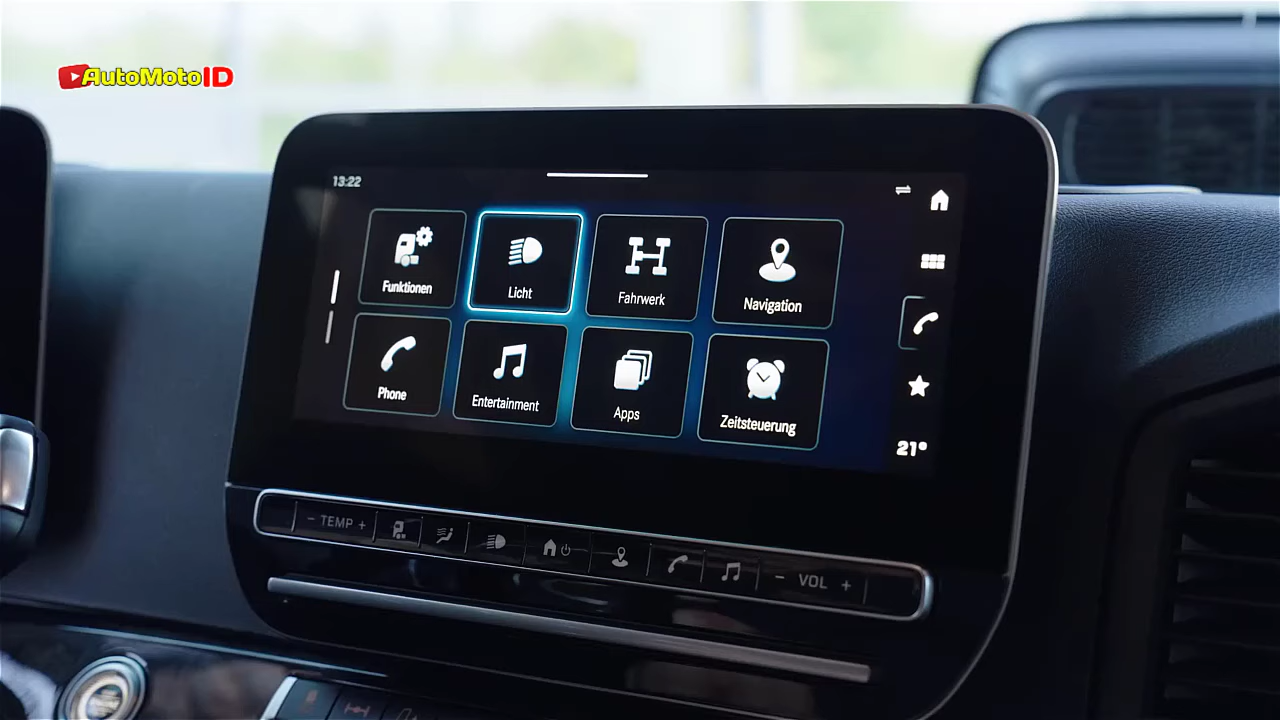 AutoMotoID
13:22
Funktionen
Licht
Fahrwerk
Navigation
Phone
Entertainment
Apps
Zeitsteuerung
21°
− TEMP +
− VOL +